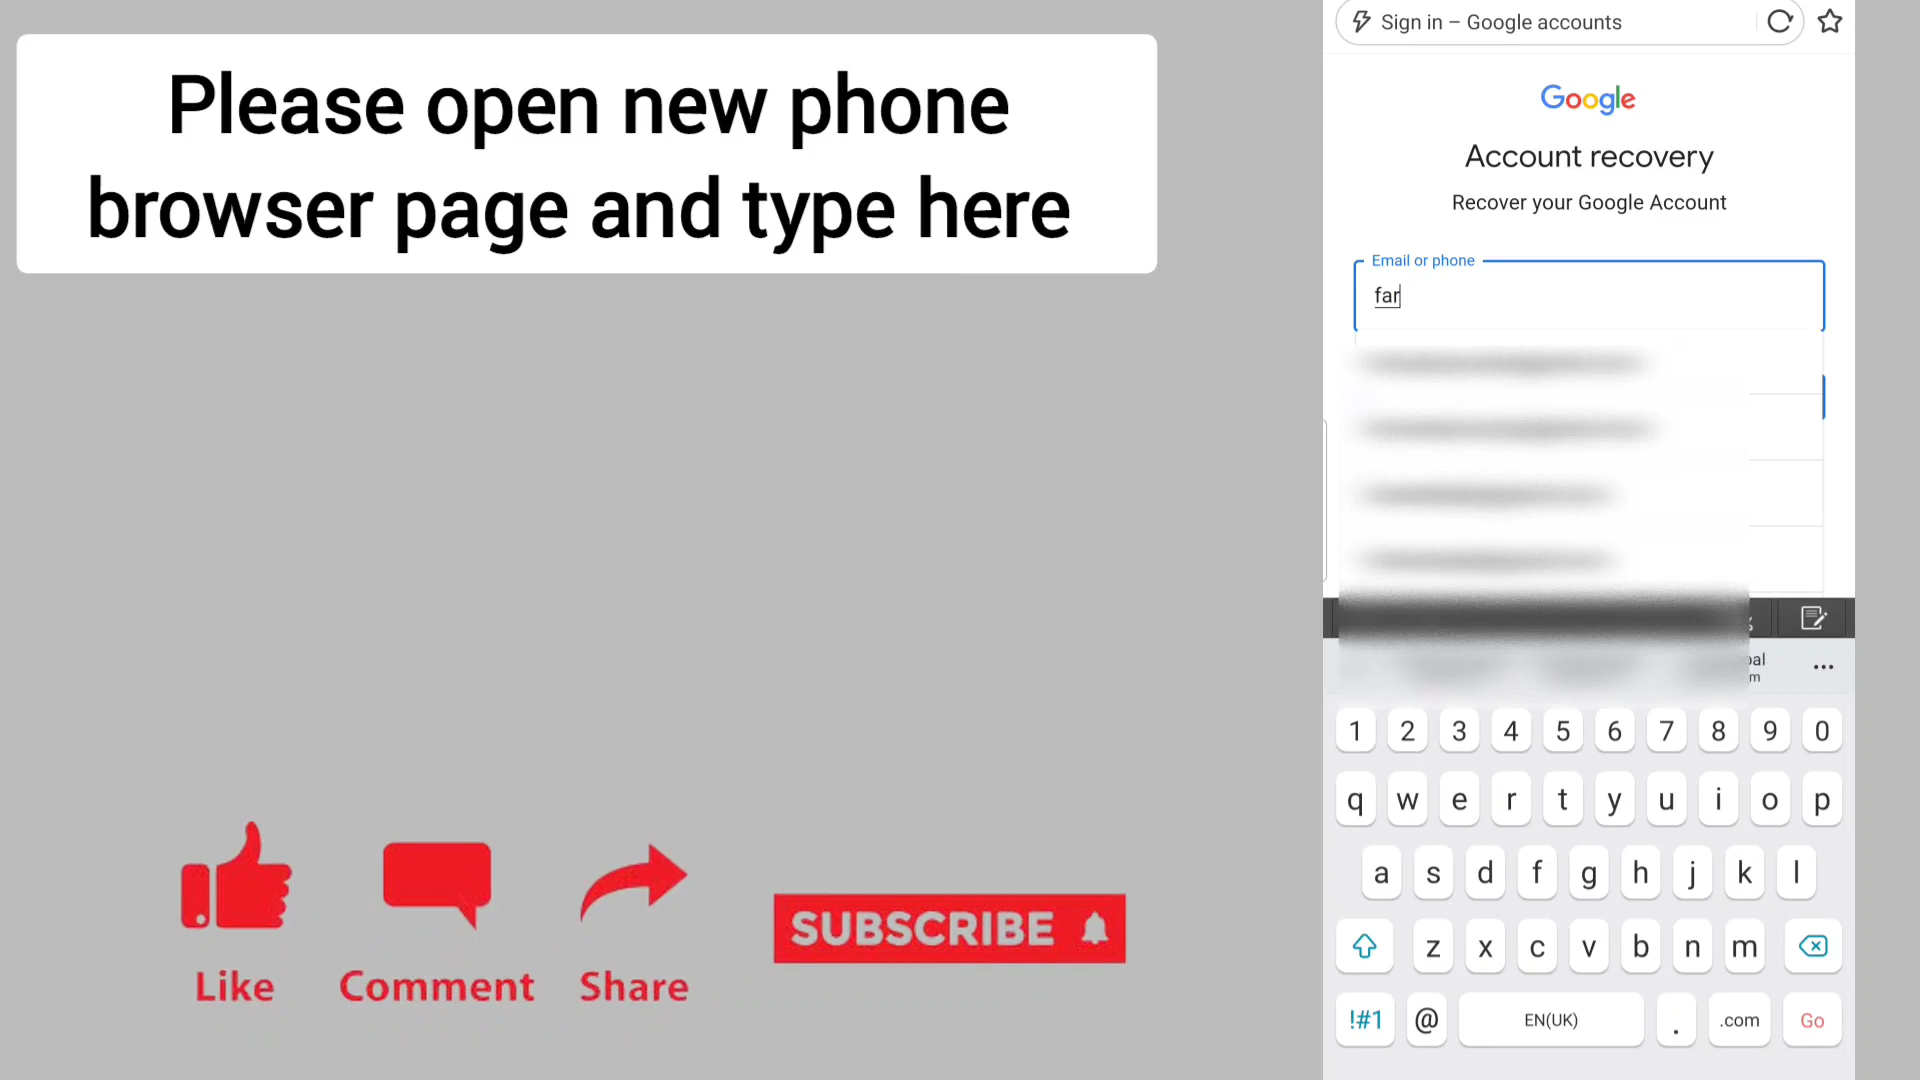 Please open new phone
browser page and type here
Like
Comment
Share
SUBSCRIBE
Sign in – Google accounts
Google
Account recovery
Recover your Google Account
Email or phone
far
1 2 3 4 5 6 7 8 9 0
q w e r t y u i o p
a s d f g h j k l
z x c v b n m
!#1 @ EN(UK) . .com Go